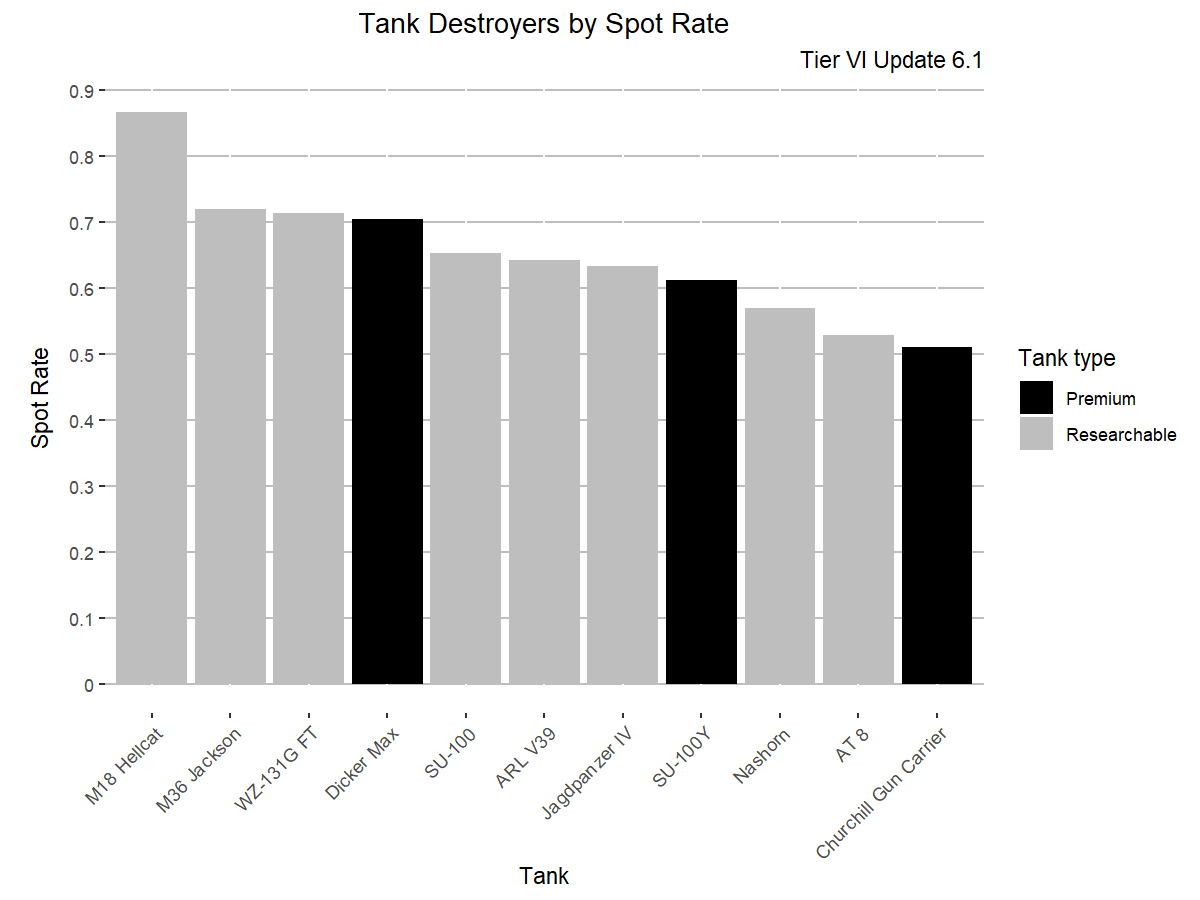 Tank Destroyers by Spot Rate
Tier VI Update 6.1
0.9
0.8
0.7
0.6
0.5
0.4
0.3
0.2
0.1
0
Spot Rate
M18 Hellcat
M36 Jackson
WZ-131G FT
Dicker Max
SU-100
ARL V39
Jagdpanzer IV
SU-100Y
Nashorn
AT 8
Churchill Gun Carrier
Tank
Tank type
Premium
Researchable